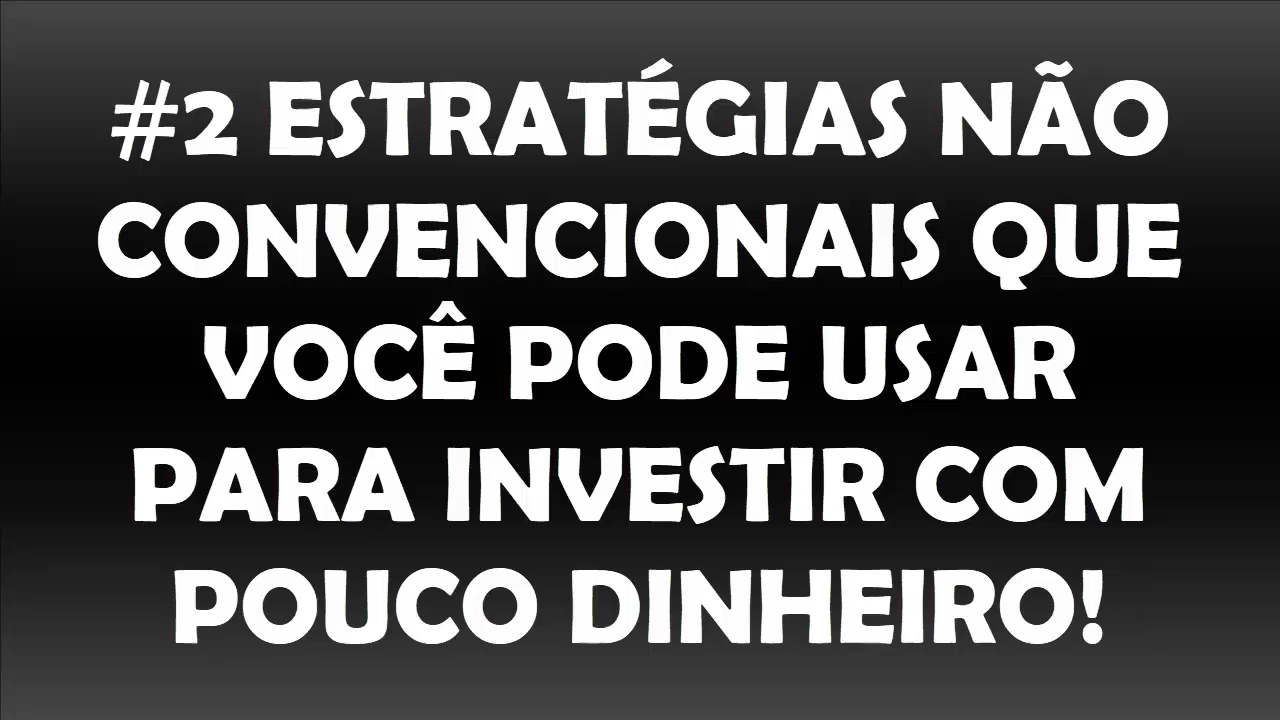 #2 ESTRATÉGIAS NÃO
CONVENCIONAIS QUE
VOCÊ PODE USAR
PARA INVESTIR COM
POUCO DINHEIRO!